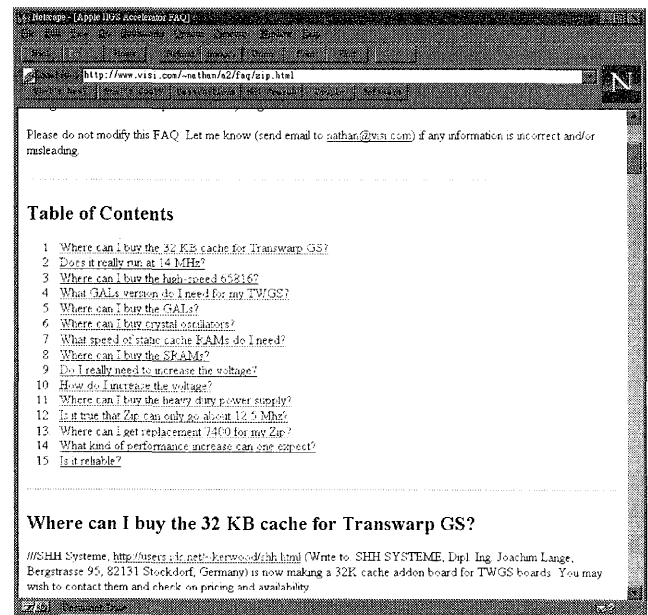 Netscape - [Apple IIGS Accelerator FAQ]
http://www.visi.com/~nathan/a2/faq/zip.html
N
Please do not modify this FAQ. Let me know (send email to nathan@visi.com) if any information is incorrect and/or
misleading.
Table of Contents
1 Where can I buy the 32 KB cache for Transwarp GS?
2 Does it really run at 14 MHz?
3 Where can I buy the high-speed 65816?
4 What GALs version do I need for my TWGS?
5 Where can I buy the GALs?
6 Where can I buy crystal oscillators?
7 What speed of static cache RAMs do I need?
8 Where can I buy the SRAMs?
9 Do I really need to increase the voltage?
10 How do I increase the voltage?
11 Where can I buy the heavy duty power supply?
12 Is it true that Zip can only go about 12.5 Mhz?
13 Where can I get replacement 7400 for my Zip?
14 What kind of performance increase can one expect?
15 Is it reliable?
Where can I buy the 32 KB cache for Transwarp GS?
///SHH Systeme, (Write to: SHH SYSTEME, Dipl. Ing. Joachim Lange,
Bergstrasse 95, 82131 Stockdorf, Germany) is now making a 32K cache addon board for TWGS boards. You may
wish to contact them and check on pricing and availability.
Document: Done